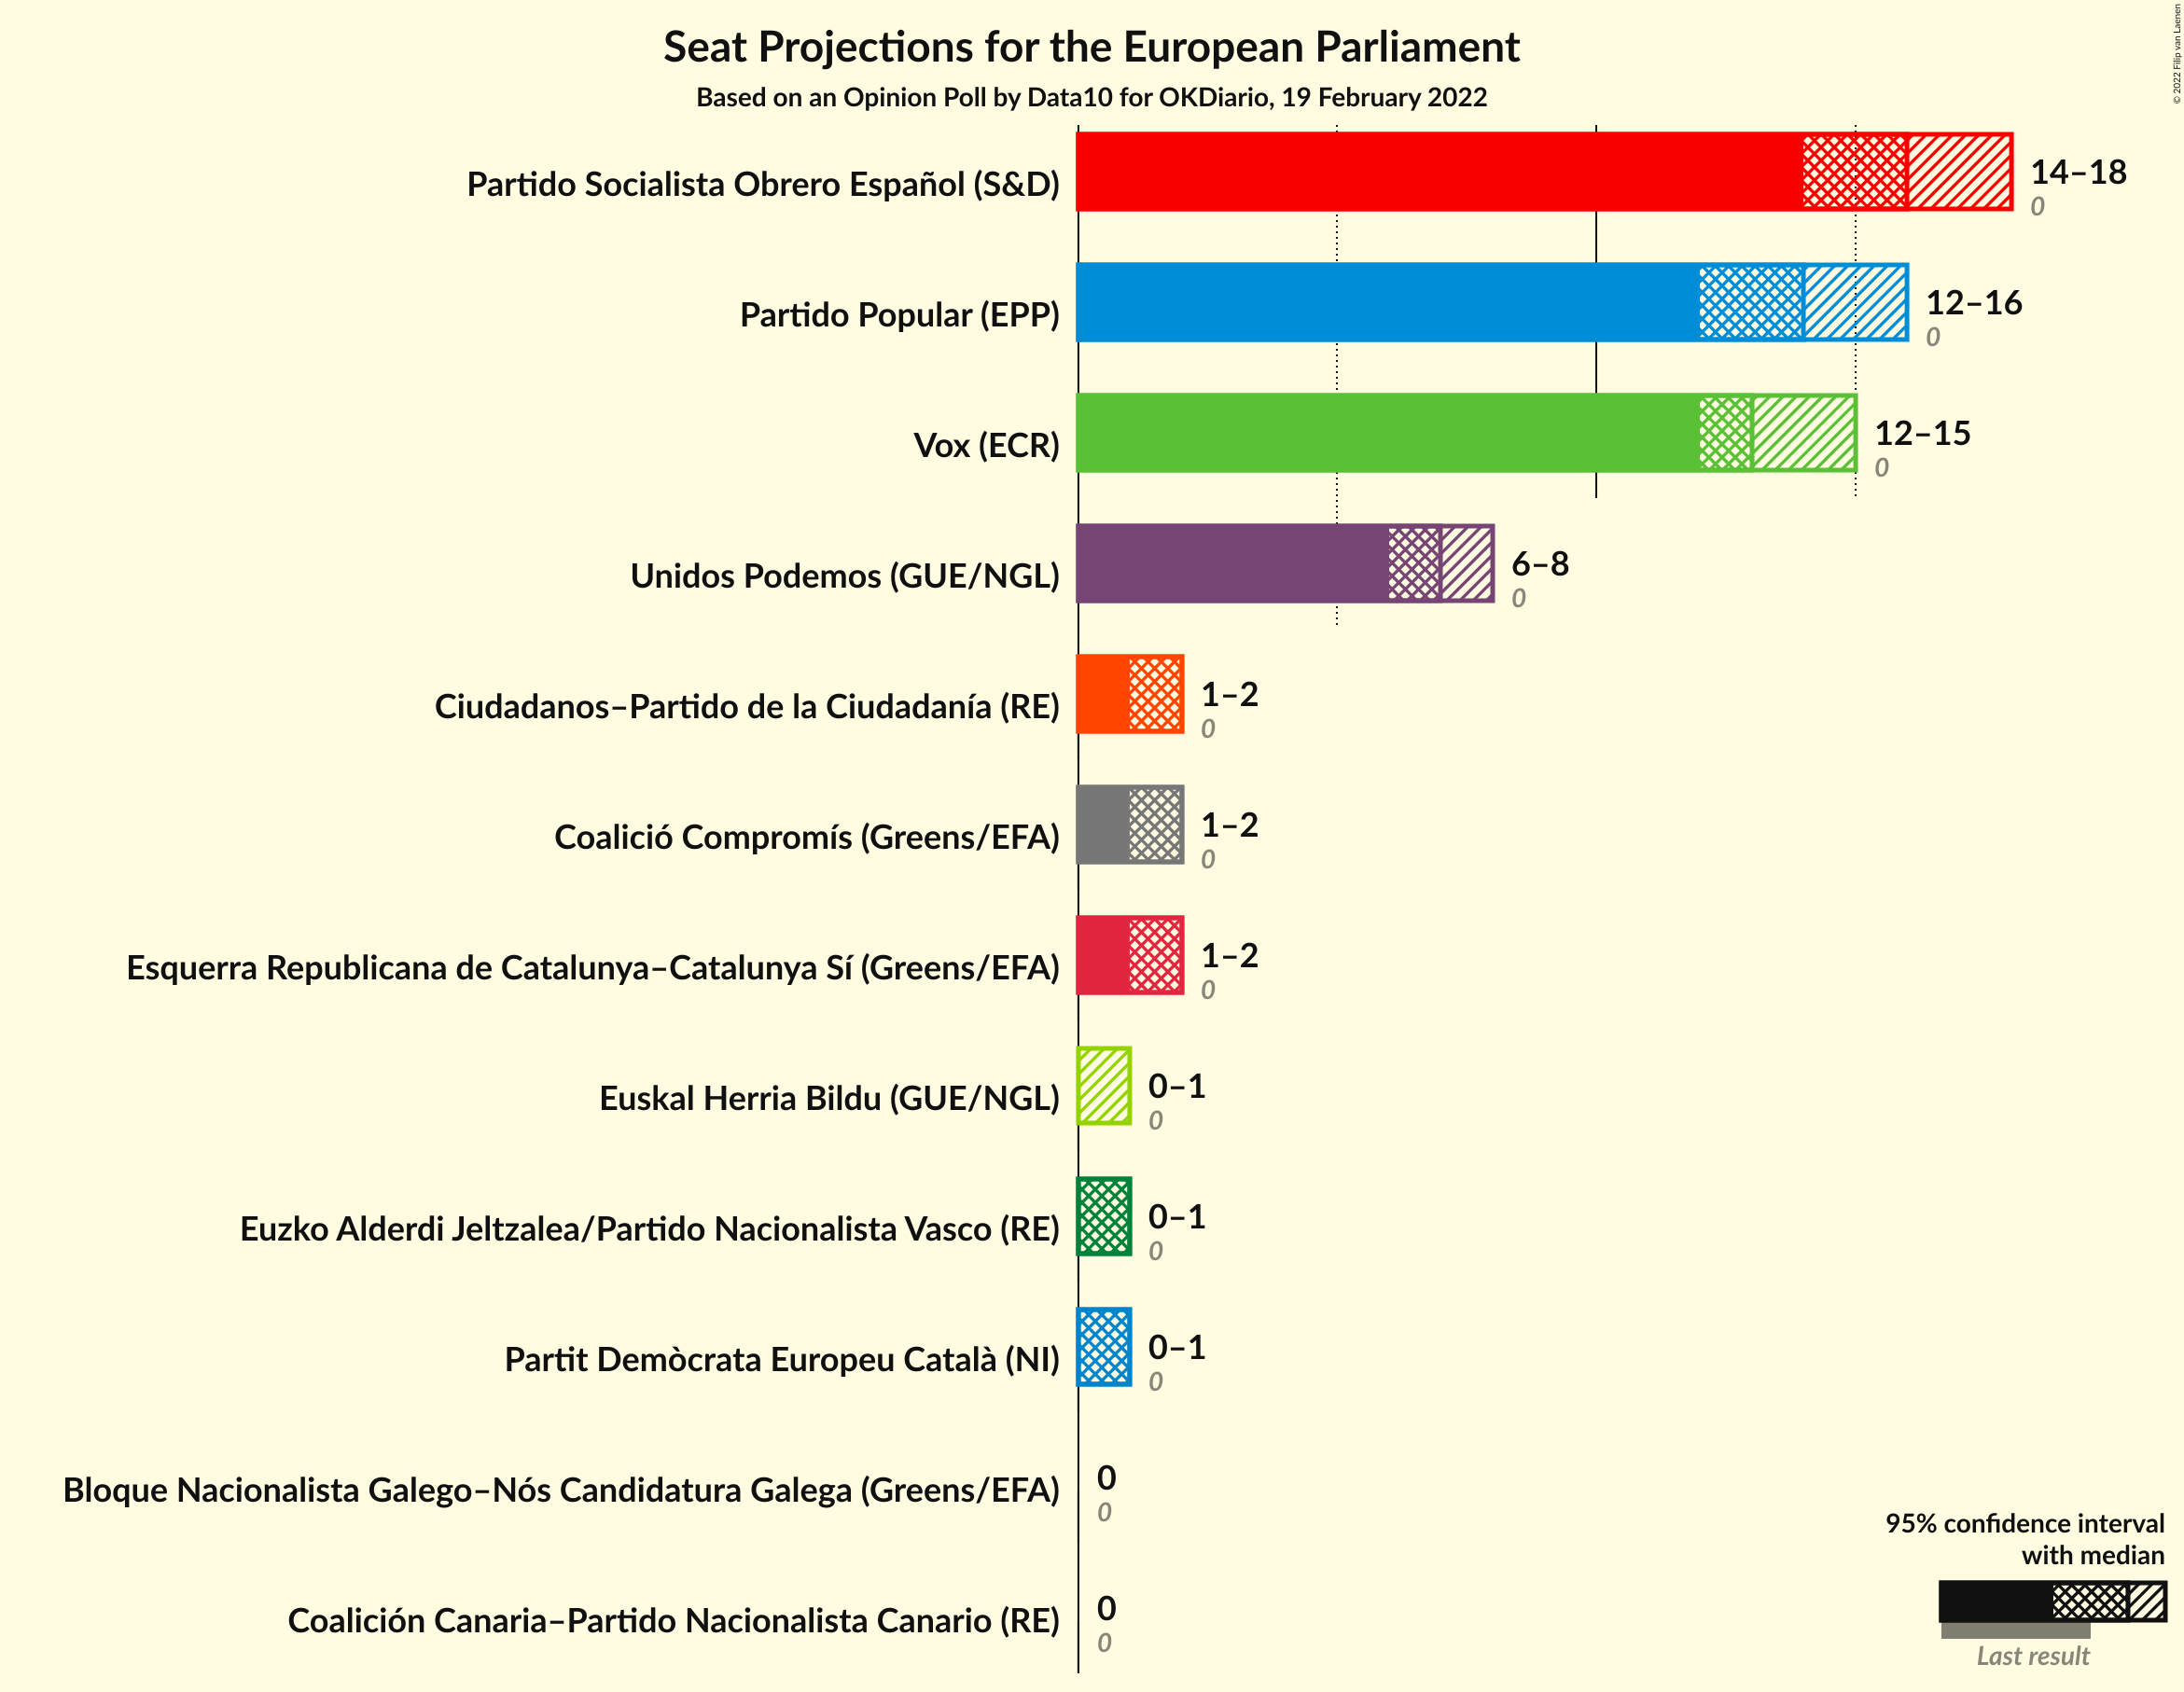 Seat Projections for the European Parliament
Based on an Opinion Poll by Data10 for OKDiario, 19 February 2022
© 2022 Filip van Laenen
Partido Socialista Obrero Español (S&D)
14–18
0
Partido Popular (EPP)
12–16
0
Vox (ECR)
12–15
0
Unidos Podemos (GUE/NGL)
6–8
0
Ciudadanos–Partido de la Ciudadanía (RE)
1–2
0
Coalició Compromís (Greens/EFA)
1–2
0
Esquerra Republicana de Catalunya–Catalunya Sí (Greens/EFA)
1–2
0
Euskal Herria Bildu (GUE/NGL)
0–1
0
Euzko Alderdi Jeltzalea/Partido Nacionalista Vasco (RE)
0–1
0
Partit Demòcrata Europeu Català (NI)
0–1
0
Bloque Nacionalista Galego–Nós Candidatura Galega (Greens/EFA)
0
0
Coalición Canaria–Partido Nacionalista Canario (RE)
0
0
95% confidence interval
with median
Last result